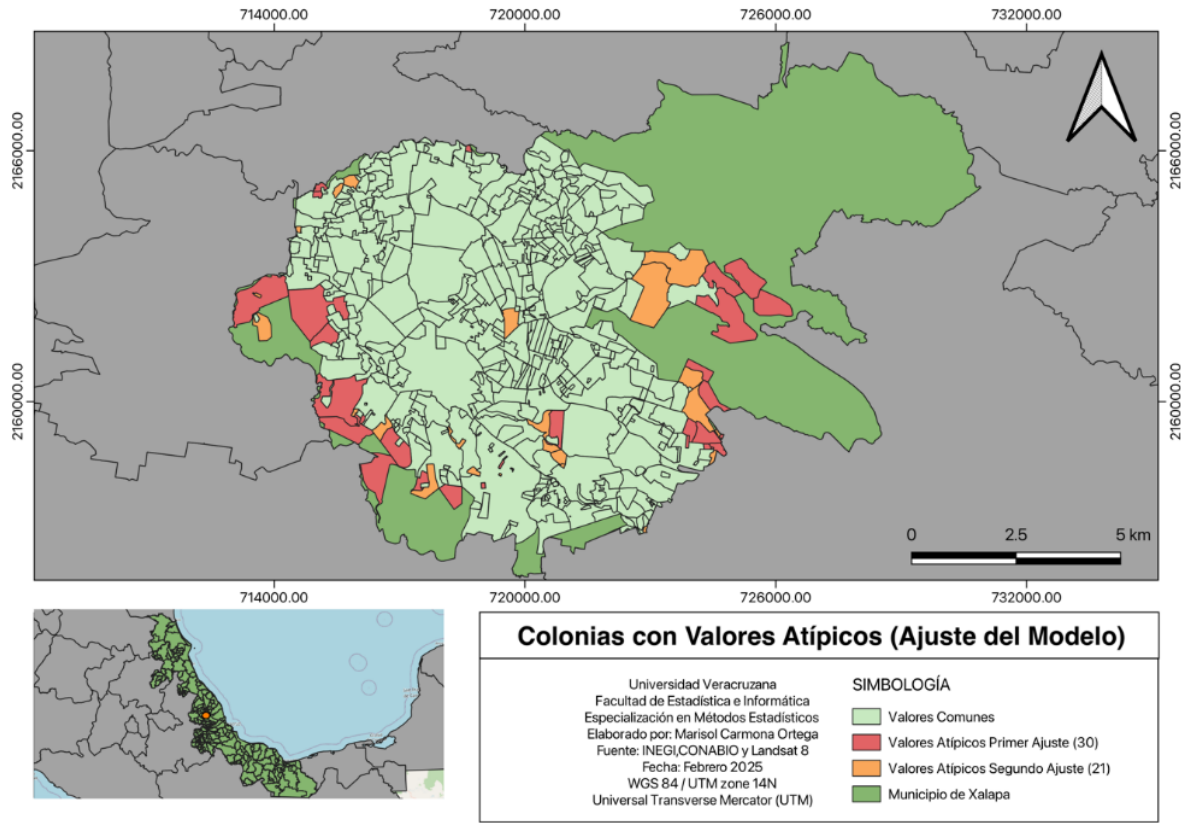 714000.00 720000.00 726000.00 732000.00
2166000.00 2166000.00
2160000.00 2160000.00
0 2.5 5 km
714000.00 720000.00 726000.00 732000.00
Colonias con Valores Atípicos (Ajuste del Modelo)
Universidad Veracruzana
Facultad de Estadística e Informática
Especialización en Métodos Estadísticos
Elaborado por: Marisol Carmona Ortega
Fuente: INEGI,CONABIO y Landsat 8
Fecha: Febrero 2025
WGS 84 / UTM zone 14N
Universal Transverse Mercator (UTM)
SIMBOLOGÍA
Valores Comunes
Valores Atípicos Primer Ajuste (30)
Valores Atípicos Segundo Ajuste (21)
Municipio de Xalapa